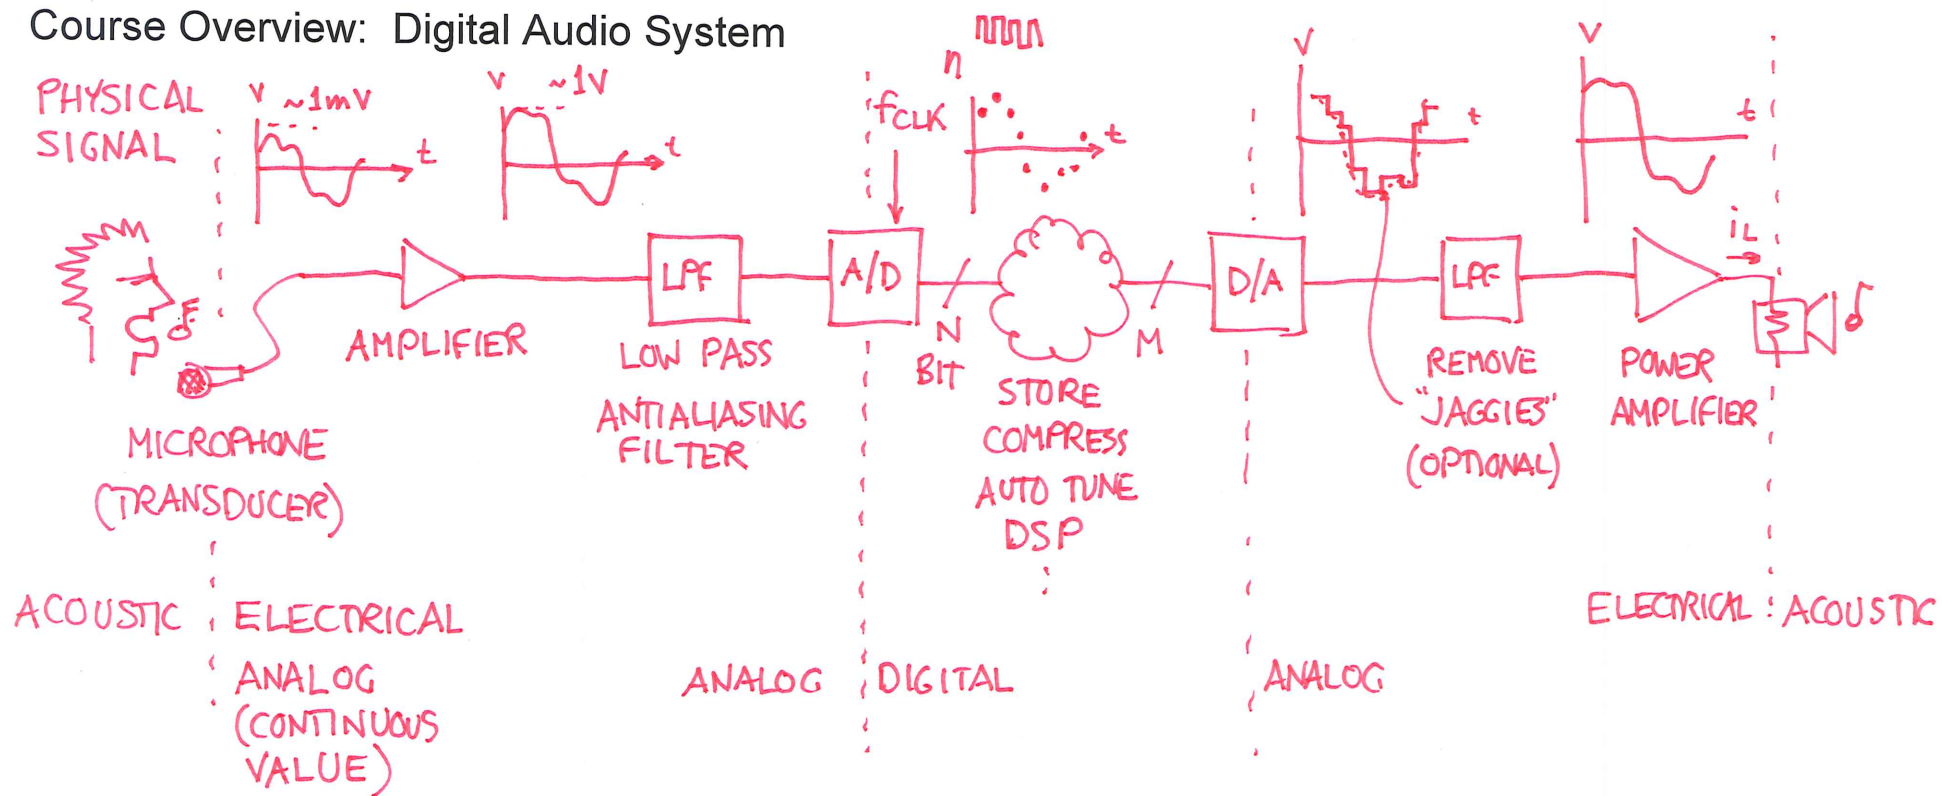 Course Overview: Digital Audio System
PHYSICAL
SIGNAL
V ~1mV
t
V ~1V
t
fCLK
n
t
V
t
V
t
iL
LPF
A/D
D/A
LPF
AMPLIFIER
LOW PASS
ANTIALIASING
FILTER
N
BIT
M
STORE
COMPRESS
AUTO TUNE
DSP
REMOVE
"JAGGIES"
(OPTIONAL)
POWER
AMPLIFIER
MICROPHONE
(TRANSDUCER)
ACOUSTIC
ELECTRICAL
ANALOG
(CONTINUOUS
VALUE)
ANALOG
DIGITAL
ANALOG
ELECTRICAL
ACOUSTIC